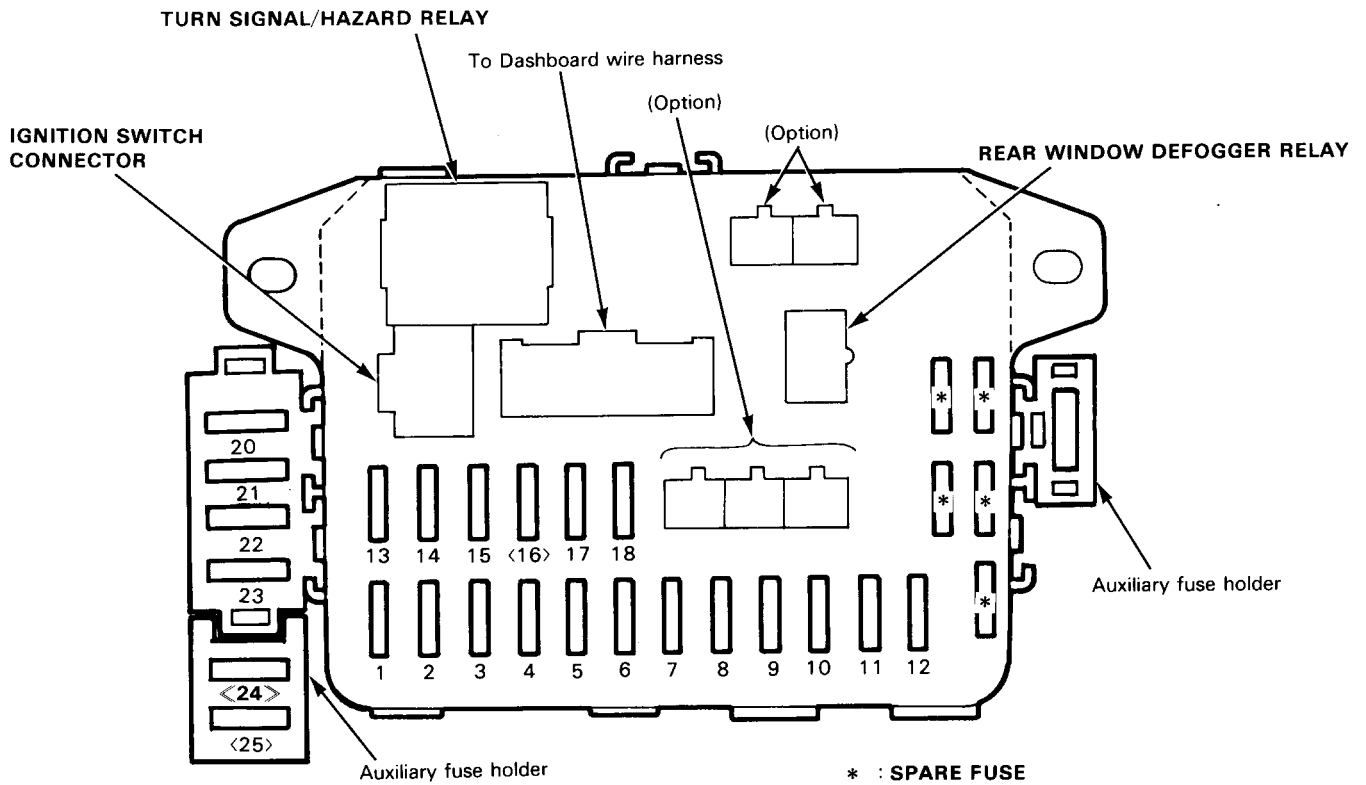 TURN SIGNAL/HAZARD RELAY
To Dashboard wire harness
(Option)
(Option)
IGNITION SWITCH
CONNECTOR
REAR WINDOW DEFOGGER RELAY
* *
20
21
* *
22
13 14 15 <16> 17 18
23
*
Auxiliary fuse holder
1 2 3 4 5 6 7 8 9 10 11 12
<24>
<25>
Auxiliary fuse holder
* : SPARE FUSE